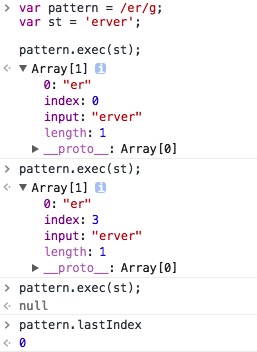 > var pattern = /er/g;
var st = 'erver';
pattern.exec(st);
▼ Array[1] i
0: "er"
index: 0
input: "erver"
length: 1
▶ __proto__: Array[0]
> pattern.exec(st);
▼ Array[1] i
0: "er"
index: 3
input: "erver"
length: 1
▶ __proto__: Array[0]
> pattern.exec(st);
null
> pattern.lastIndex
0